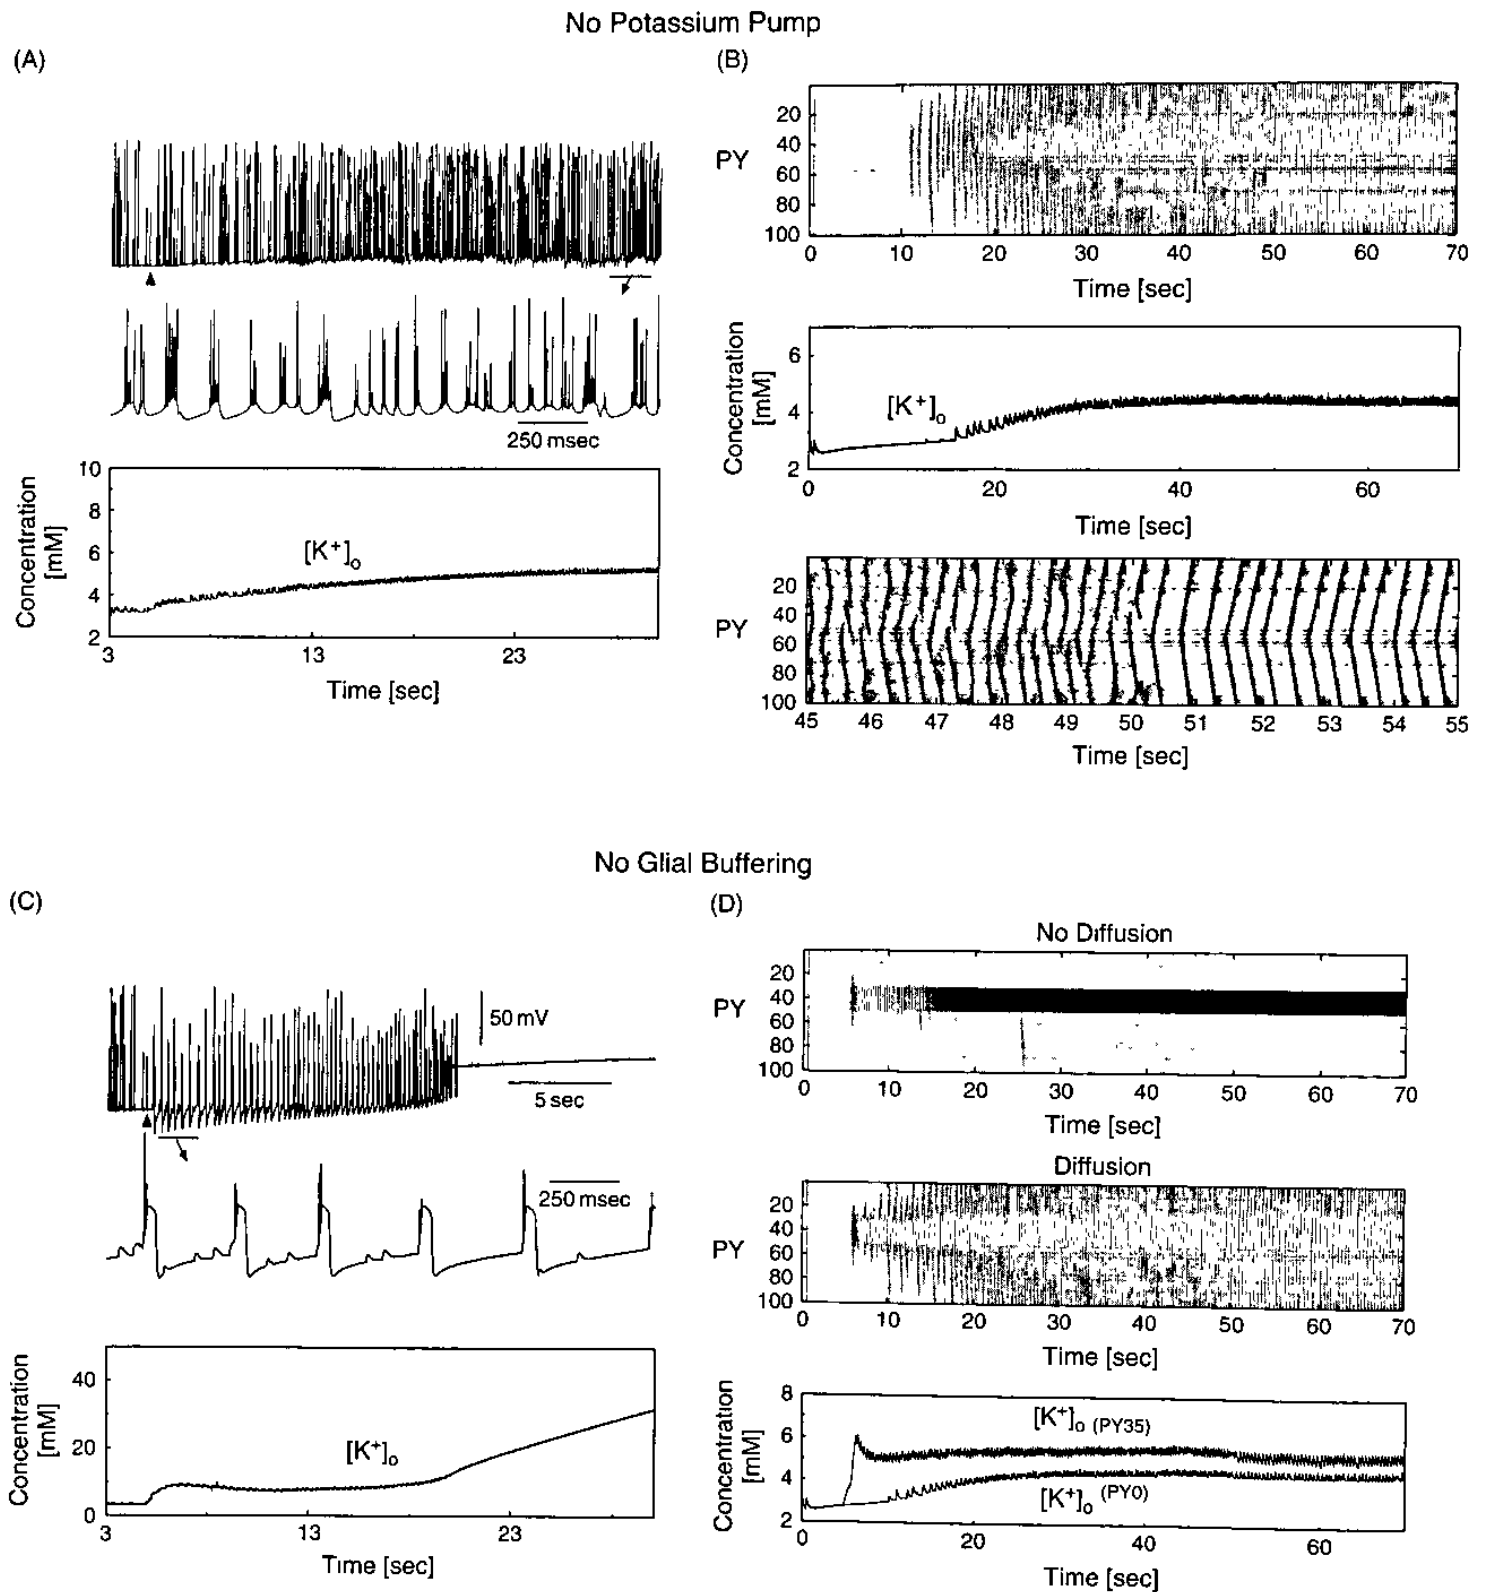 No Potassium Pump
(A)
250 msec
10
8
6
4
2
Concentration
[mM]
[K+]o
3 13 23
Time [sec]
(B)
PY
20
40
60
80
100
0 10 20 30 40 50 60 70
Time [sec]
Concentration
[mM]
6
4
2
[K+]o
0 20 40 60
Time [sec]
PY
20
40
60
80
100
45 46 47 48 49 50 51 52 53 54 55
Time [sec]
No Glial Buffering
(C)
50 mV
5 sec
250 msec
Concentration
[mM]
40
20
0
[K+]o
3 13 23
Time [sec]
(D)
No Diffusion
PY
20
40
60
80
100
0 10 20 30 40 50 60 70
Time [sec]
Diffusion
PY
20
40
60
80
100
0 10 20 30 40 50 60 70
Time [sec]
Concentration
[mM]
8
6
4
2
[K+]o (PY35)
[K+]o (PY0)
0 20 40 60
Time [sec]